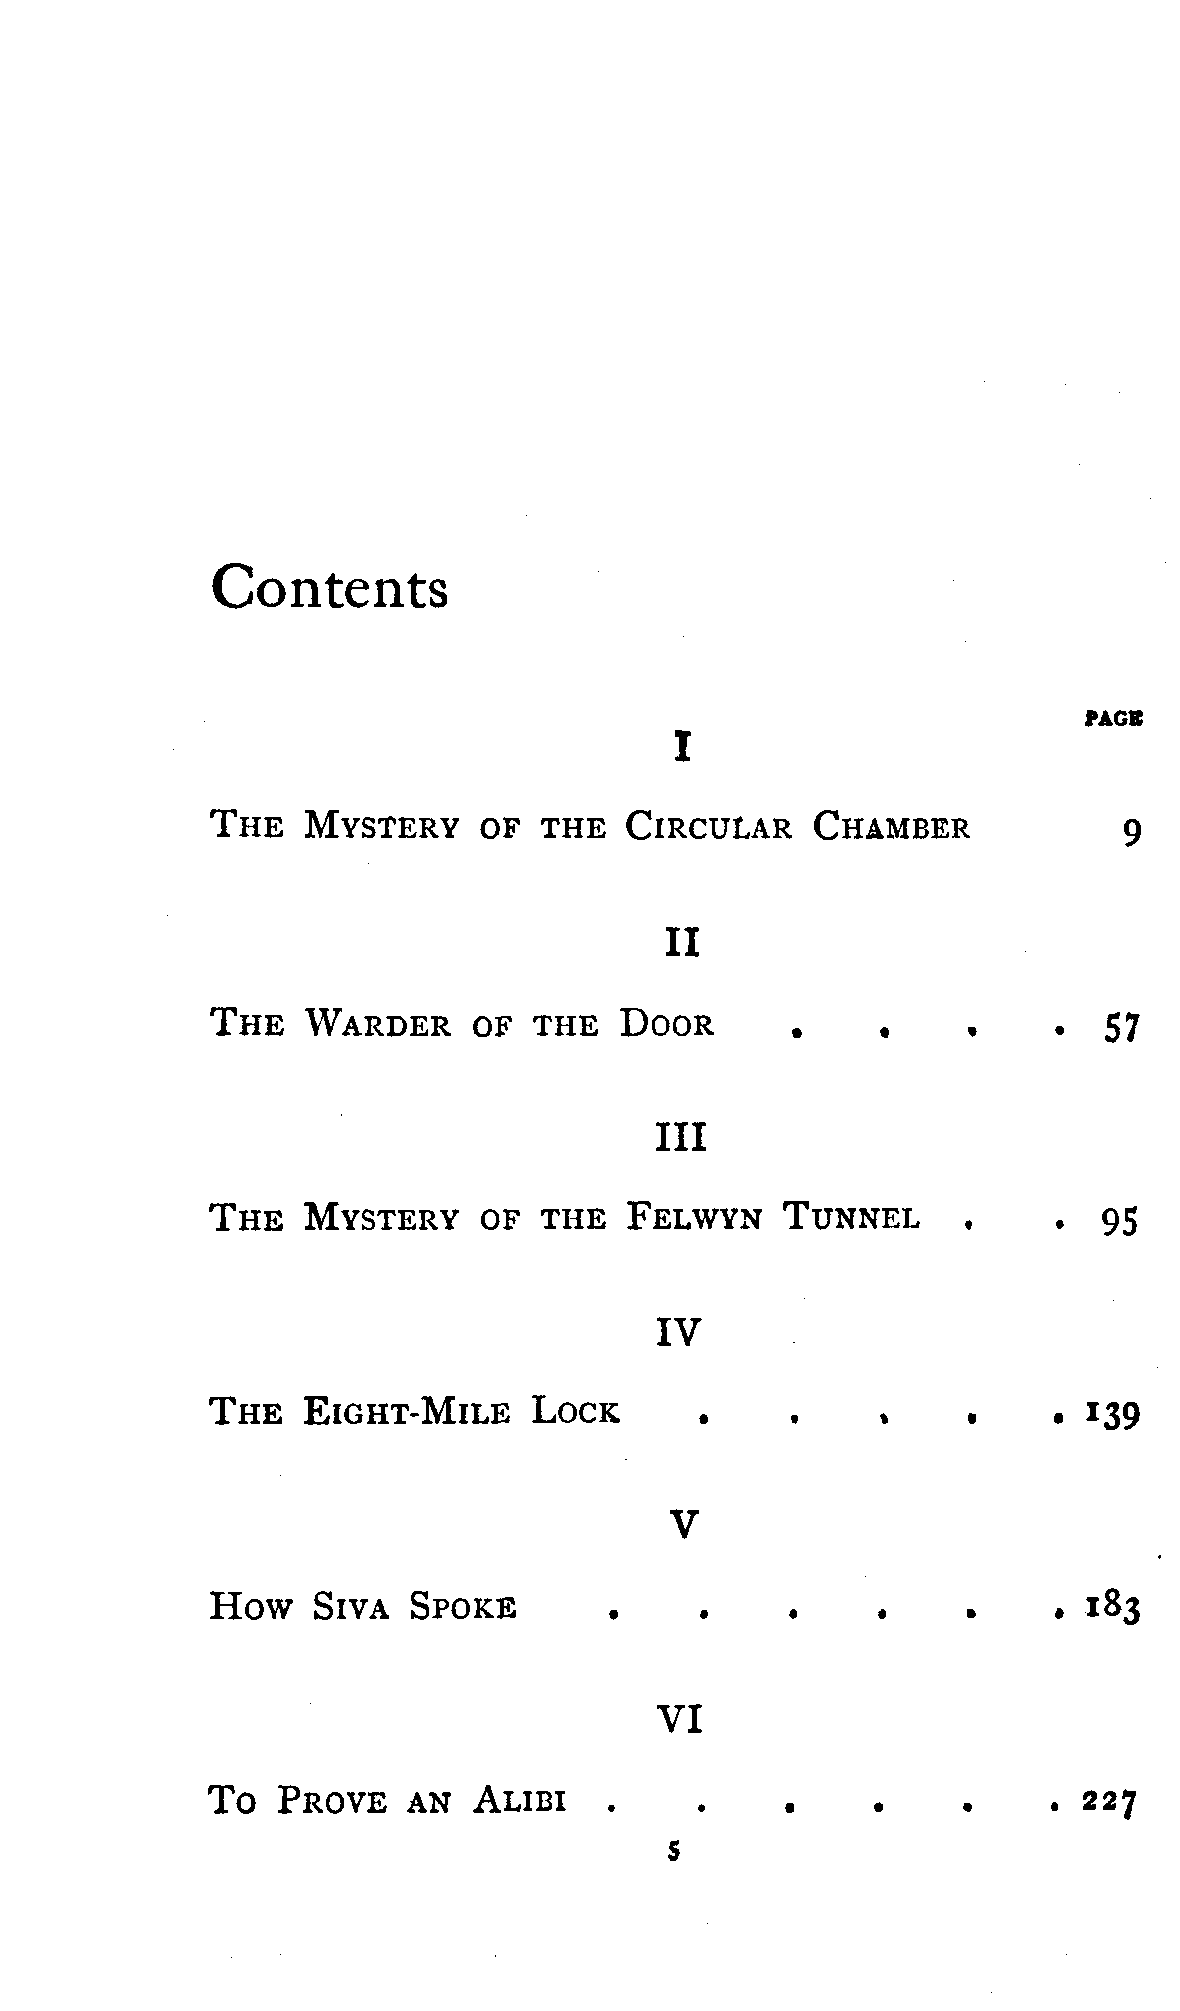 Contents
PAGE
I
THE MYSTERY OF THE CIRCULAR CHAMBER 9
II
THE WARDER OF THE DOOR . . . . 57
III
THE MYSTERY OF THE FELWYN TUNNEL . . 95
IV
THE EIGHT-MILE LOCK . . . . . 139
V
HOW SIVA SPOKE . . . . . . 183
VI
TO PROVE AN ALIBI . . . . . . 227
5